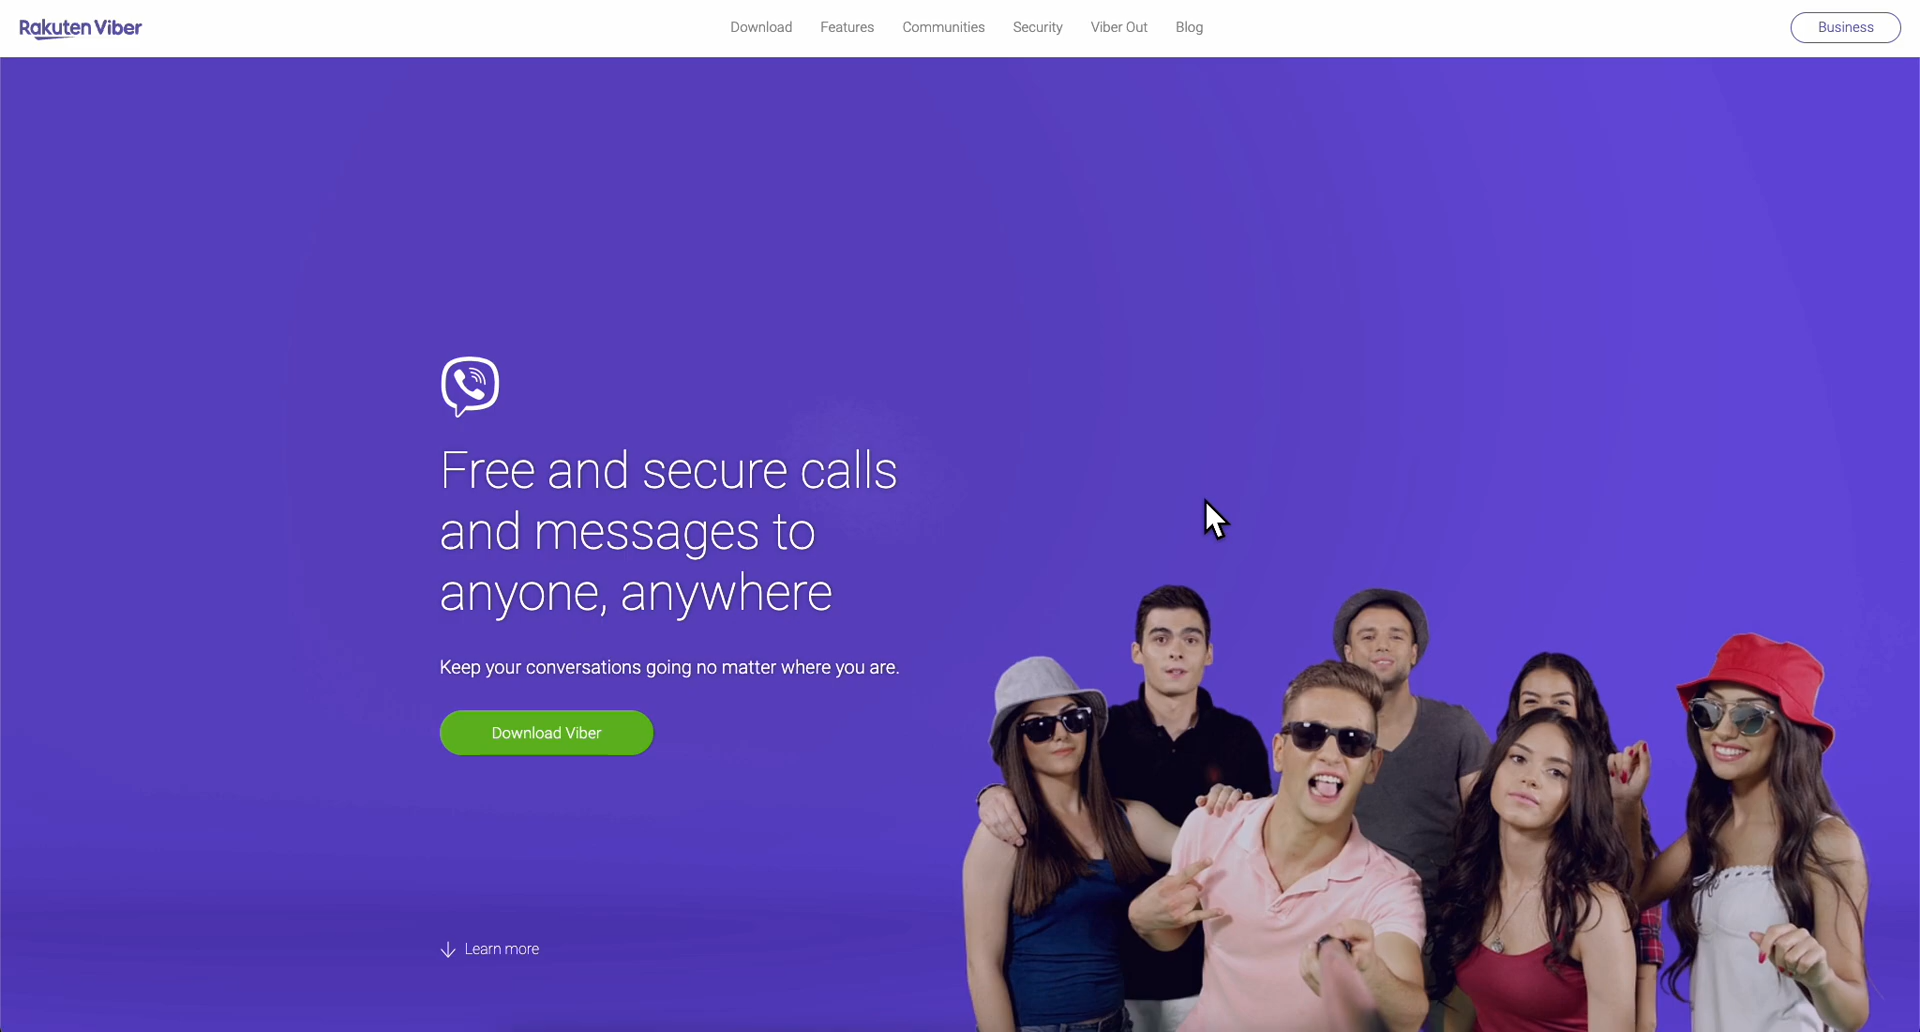 Rakuten Viber
Download
Features
Communities
Security
Viber Out
Blog
Business
Free and secure calls
and messages to
anyone, anywhere
Keep your conversations going no matter where you are.
Download Viber
Learn more